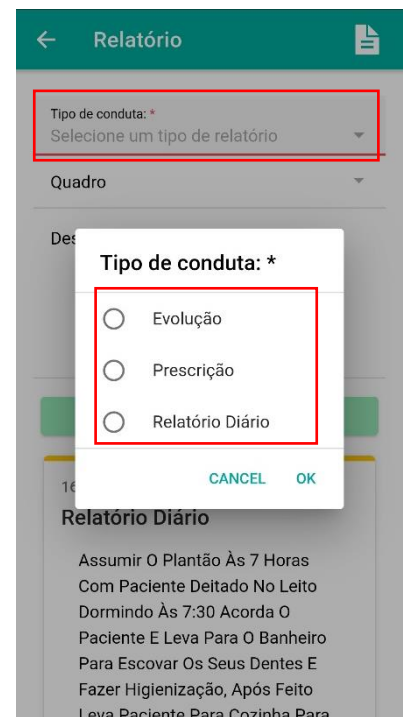 Relatório
Tipo de conduta: *
Selecione um tipo de relatório
Quadro
Des
Tipo de conduta: *
Evolução
Prescrição
Relatório Diário
CANCEL OK
16
Relatório Diário
Assumir O Plantão Às 7 Horas
Com Paciente Deitado No Leito
Dormindo Às 7:30 Acorda O
Paciente E Leva Para O Banheiro
Para Escovar Os Seus Dentes E
Fazer Higienização, Após Feito
Leva Paciente Para Cozinha Para